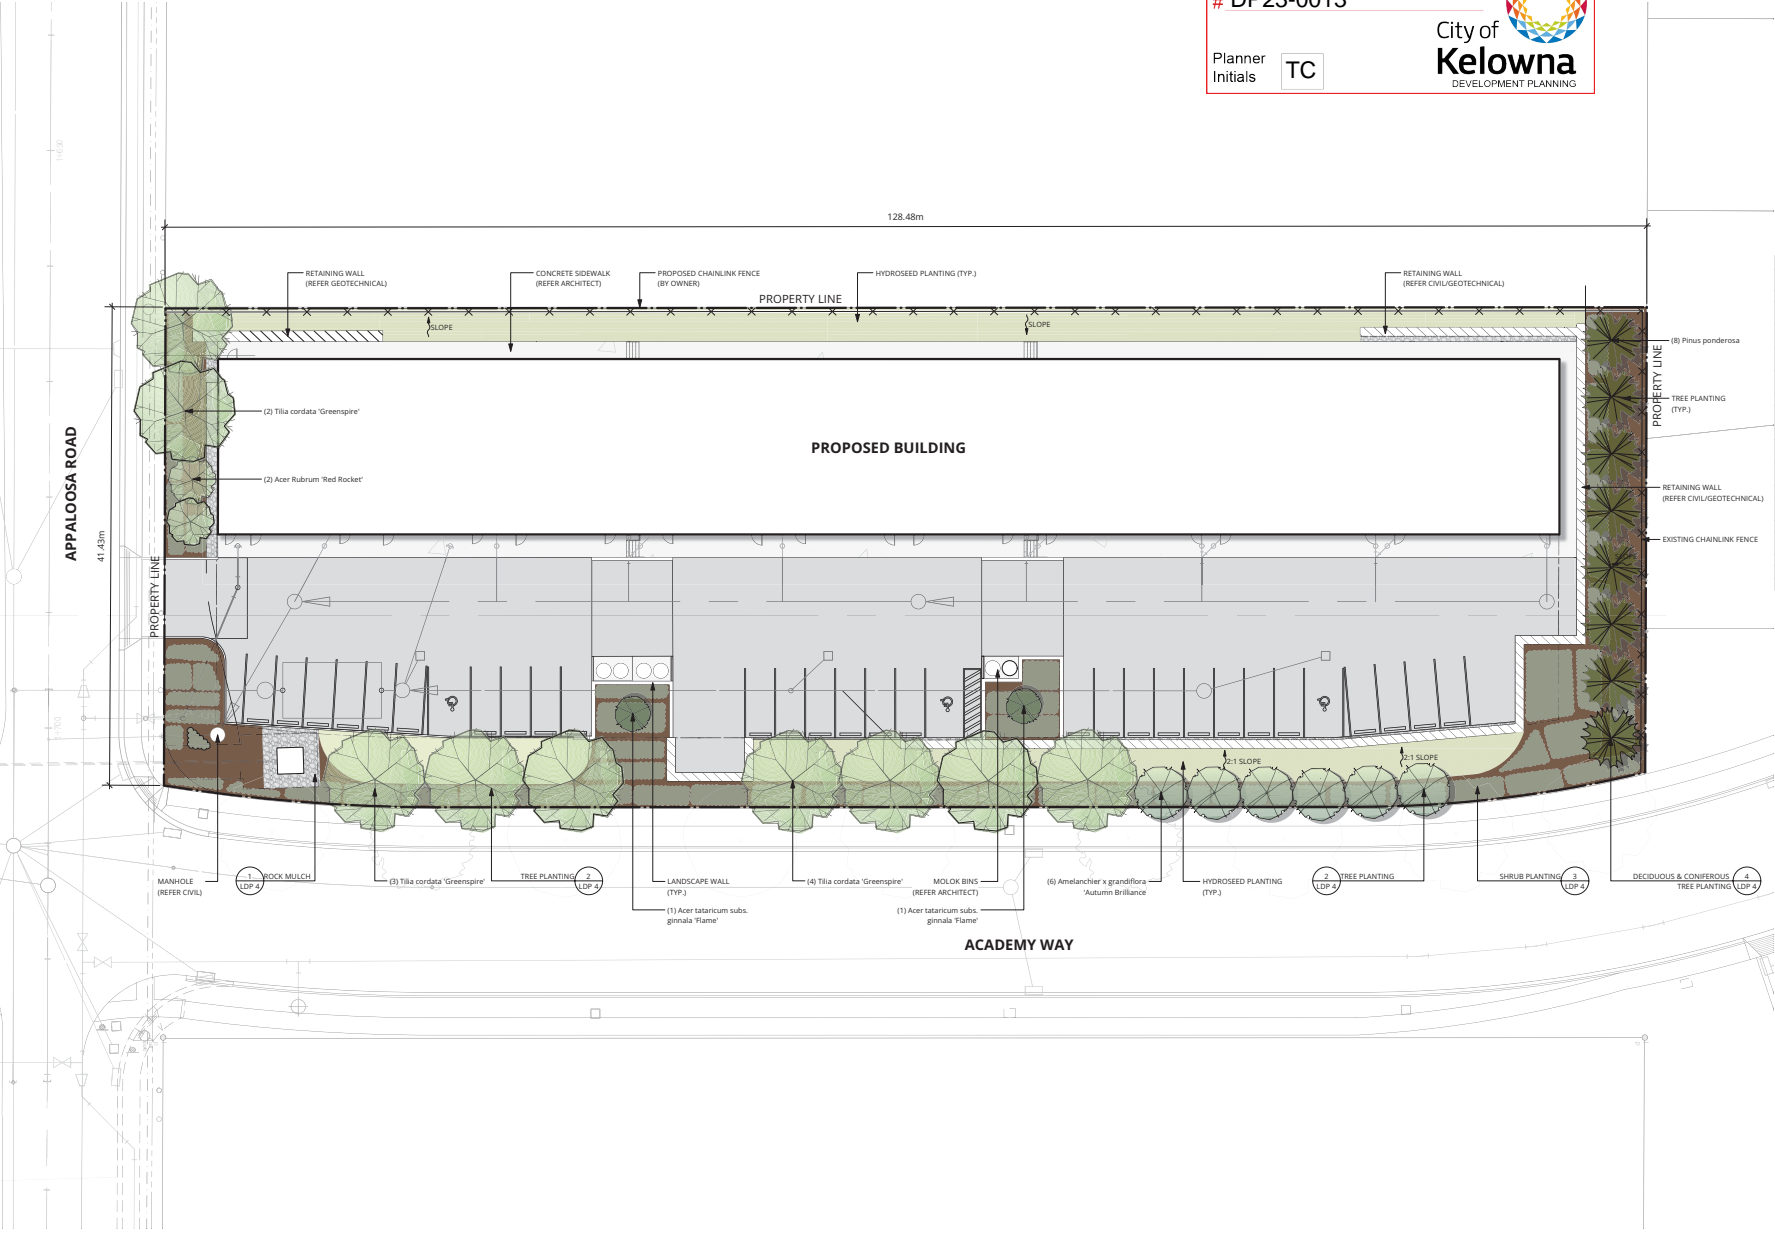 # DP23-0013
City of
Kelowna
DEVELOPMENT PLANNING
Planner
Initials
TC
128.48m
RETAINING WALL
(REFER GEOTECHNICAL)
CONCRETE SIDEWALK
(REFER ARCHITECT)
PROPOSED CHAINLINK FENCE
(BY OWNER)
HYDROSEED PLANTING (TYP.)
RETAINING WALL
(REFER CIVIL/GEOTECHNICAL)
PROPERTY LINE
SLOPE
SLOPE
(8) Pinus ponderosa
PROPERTY LINE
TREE PLANTING
(TYP.)
(2) Tilia cordata 'Greenspire'
PROPOSED BUILDING
(2) Acer Rubrum 'Red Rocket'
RETAINING WALL
(REFER CIVIL/GEOTECHNICAL)
EXISTING CHAINLINK FENCE
APPALOOSA ROAD
41.43m
PROPERTY LINE
2:1 SLOPE
2:1 SLOPE
MANHOLE
(REFER CIVIL)
1
LDP 4
ROCK MULCH
(3) Tilia cordata 'Greenspire'
TREE PLANTING
2
LDP 4
LANDSCAPE WALL
(TYP.)
(1) Acer tataricum subs.
ginnala 'Flame'
(4) Tilia cordata 'Greenspire'
MOLOK BINS
(REFER ARCHITECT)
(1) Acer tataricum subs.
ginnala 'Flame'
(6) Amelanchier x grandiflora
'Autumn Brilliance
HYDROSEED PLANTING
(TYP.)
2
LDP 4
TREE PLANTING
SHRUB PLANTING
3
LDP 4
DECIDUOUS & CONIFEROUS
TREE PLANTING
4
LDP 4
ACADEMY WAY